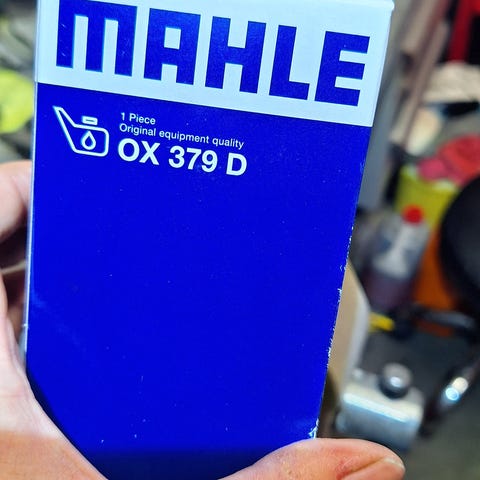 MAHLE
1 Piece
Original equipment quality
OX 379 D